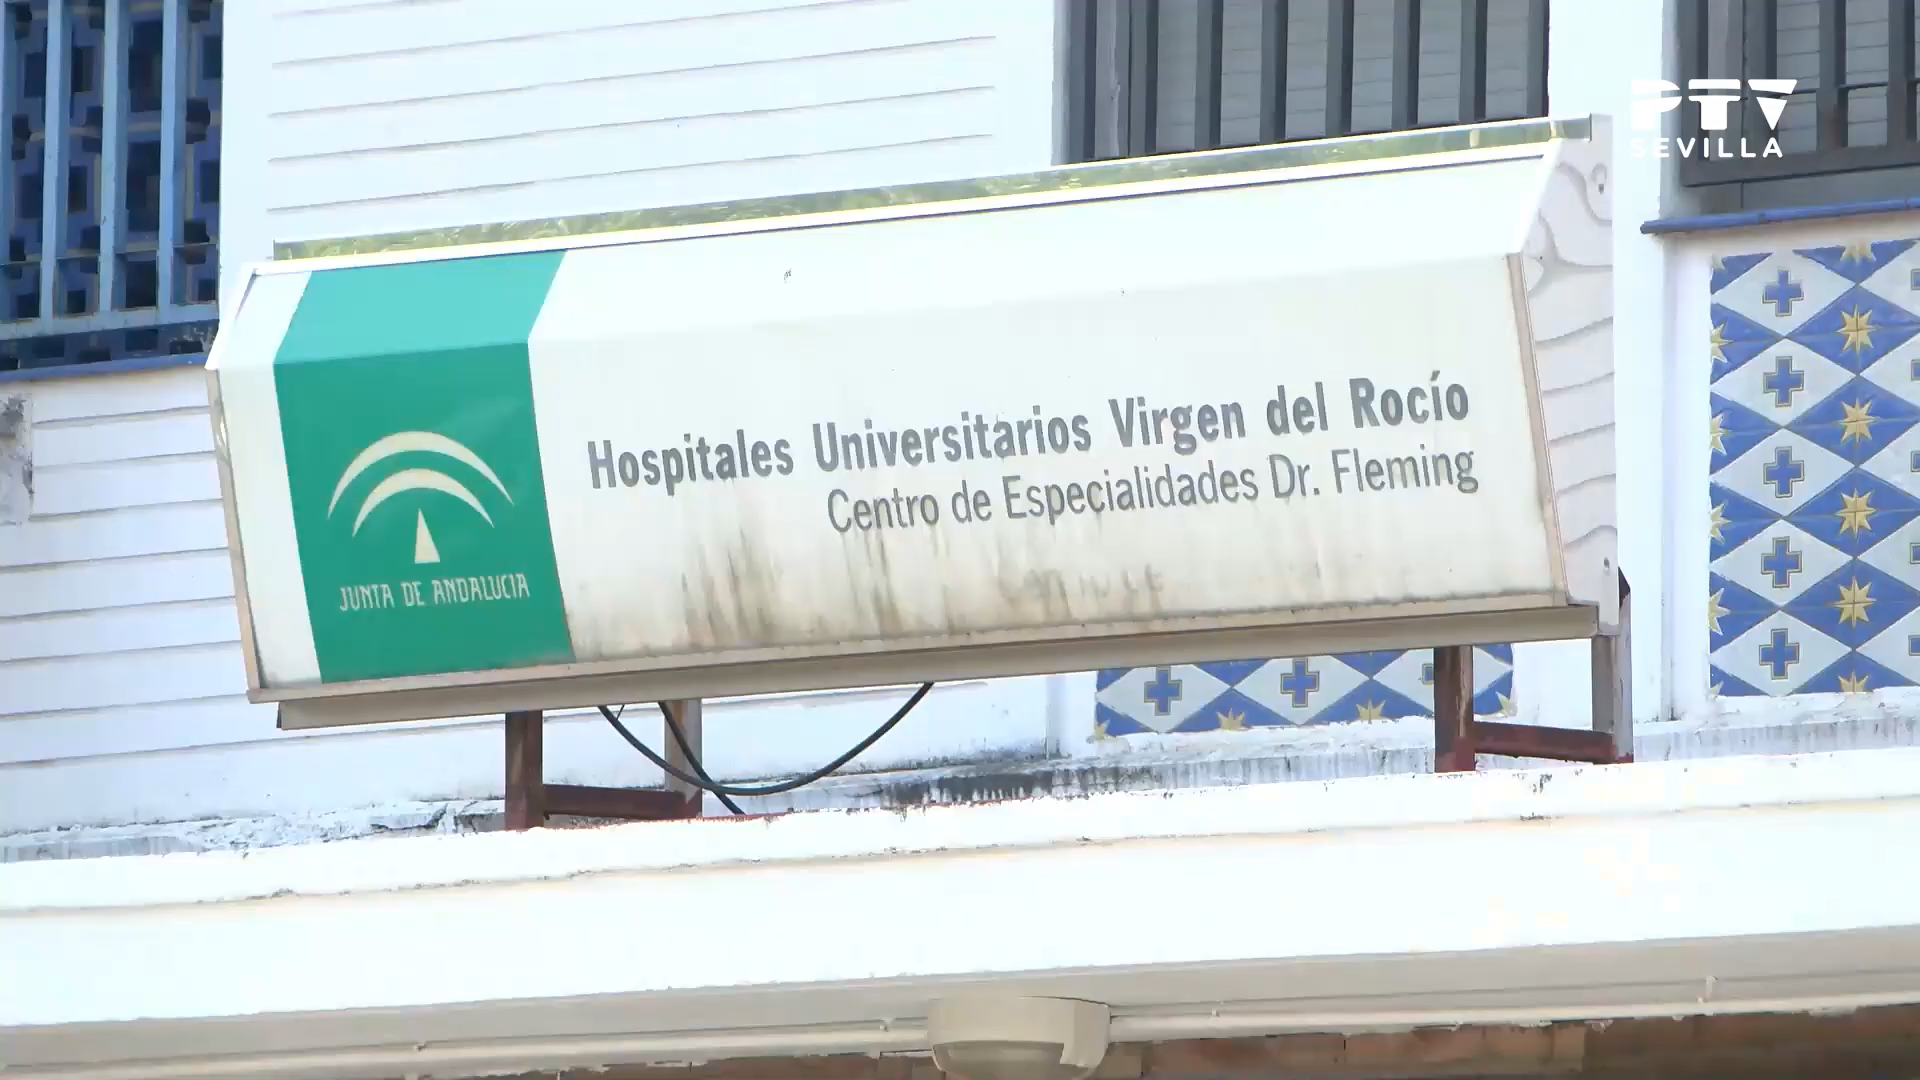 PTV
SEVILLA
Hospitales Universitarios Virgen del Rocío
Centro de Especialidades Dr. Fleming
JUNTA DE ANDALUCIA